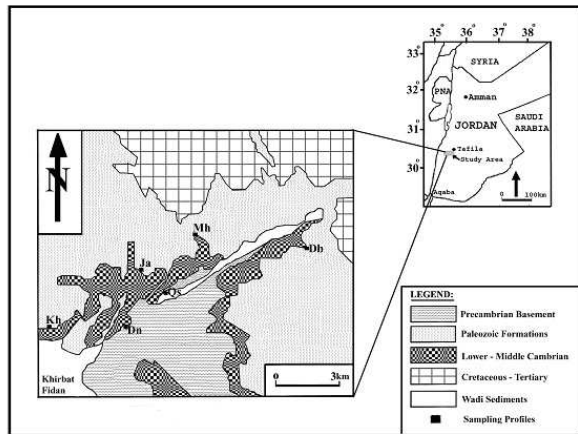 35° 36° 37° 38°
33°
32°
31°
30°
SYRIA
PNA
Amman
JORDAN
SAUDI
ARABIA
Tafila
Study Area
Aqaba
0 100km
N
Mh
Db
Ja
Qs
Kh
Dn
Khirbat
Fidan
0 3km
LEGEND:
Precambrian Basement
Paleozoic Formations
Lower - Middle Cambrian
Cretaceous - Tertiary
Wadi Sediments
Sampling Profiles